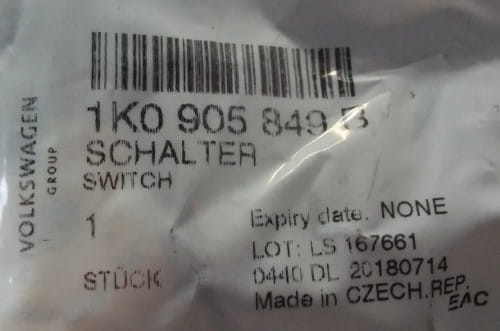 VOLKSWAGEN
GROUP
1K0 905 849 B
SCHALTER
SWITCH
1
STÜCK
Expiry date. NONE
LOT: LS 167661
0440 DL 20180714
Made in CZECH.REP.
EAC